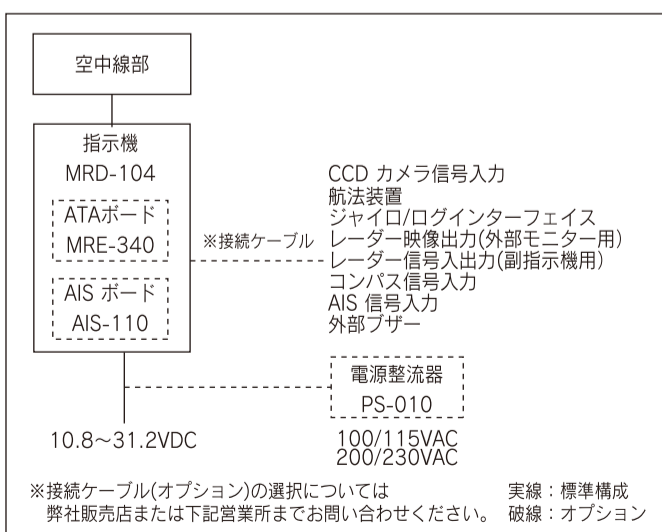 空中線部
指示機
MRD-104
ATAボード
MRE-340
AIS ボード
AIS-110
※接続ケーブル
CCD カメラ信号入力
航法装置
ジャイロ/ログインターフェイス
レーダー映像出力(外部モニター用)
レーダー信号入出力(副指示機用)
コンパス信号入力
AIS 信号入力
外部ブザー
電源整流器
PS-010
10.8～31.2VDC
100/115VAC
200/230VAC
※接続ケーブル(オプション)の選択については
弊社販売店または下記営業所までお問い合わせください。
実線：標準構成
破線：オプション